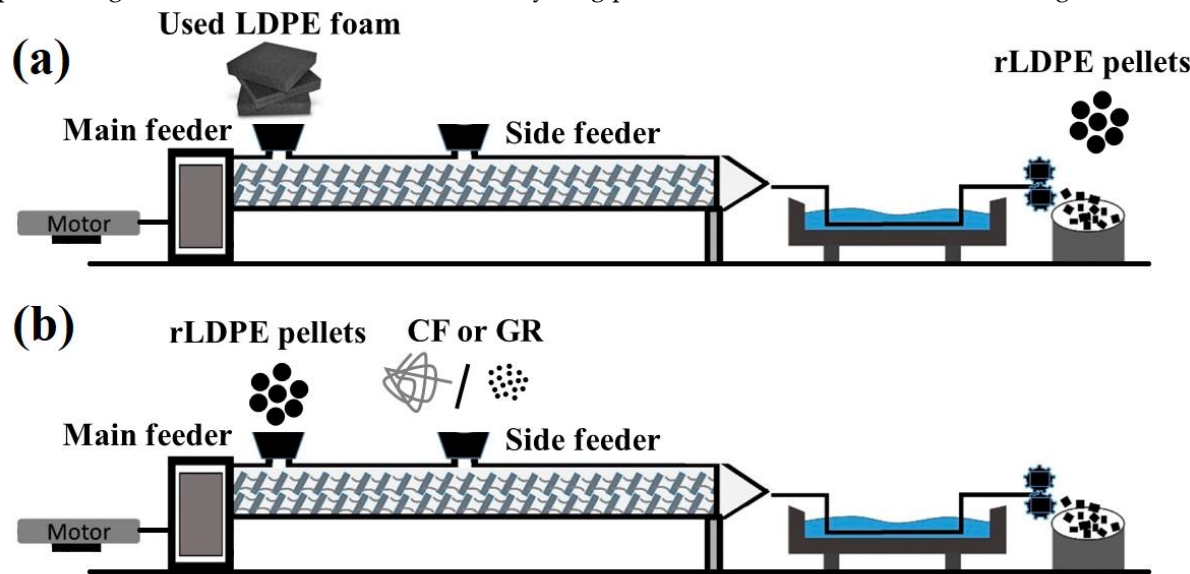 Used LDPE foam
(a)
rLDPE pellets
Main feeder
Side feeder
Motor
(b)
rLDPE pellets
CF or GR
Main feeder
Side feeder
Motor